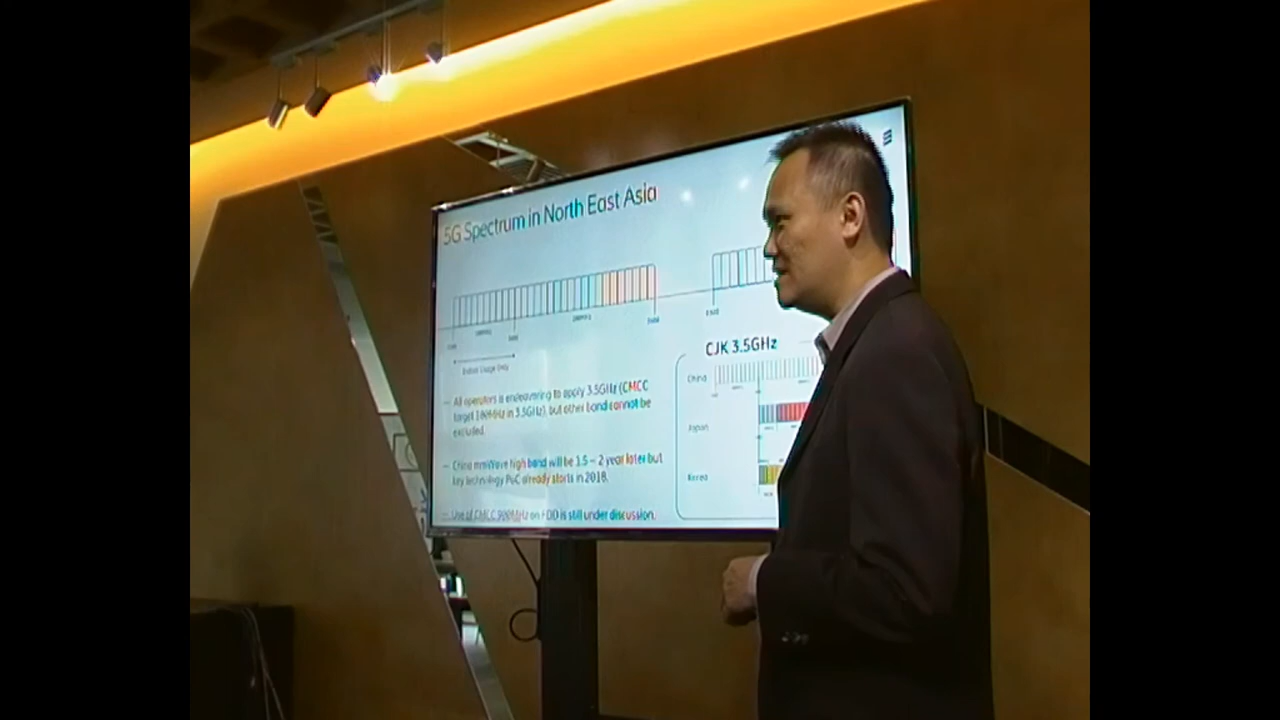 5G Spectrum in North East Asia
Indoor Usage Only
CJK 3.5GHz
China
Japan
Korea
— All operators is endeavoring to apply 3.5GHz (CMCC
target 100MHz in 3.5GHz), but other band cannot be
excluded.
— China mmWave high band will be 1.5 – 2 year later but
key technology PoC already starts in 2018.
— Use of CMCC 900MHz on FDD is still under discussion.